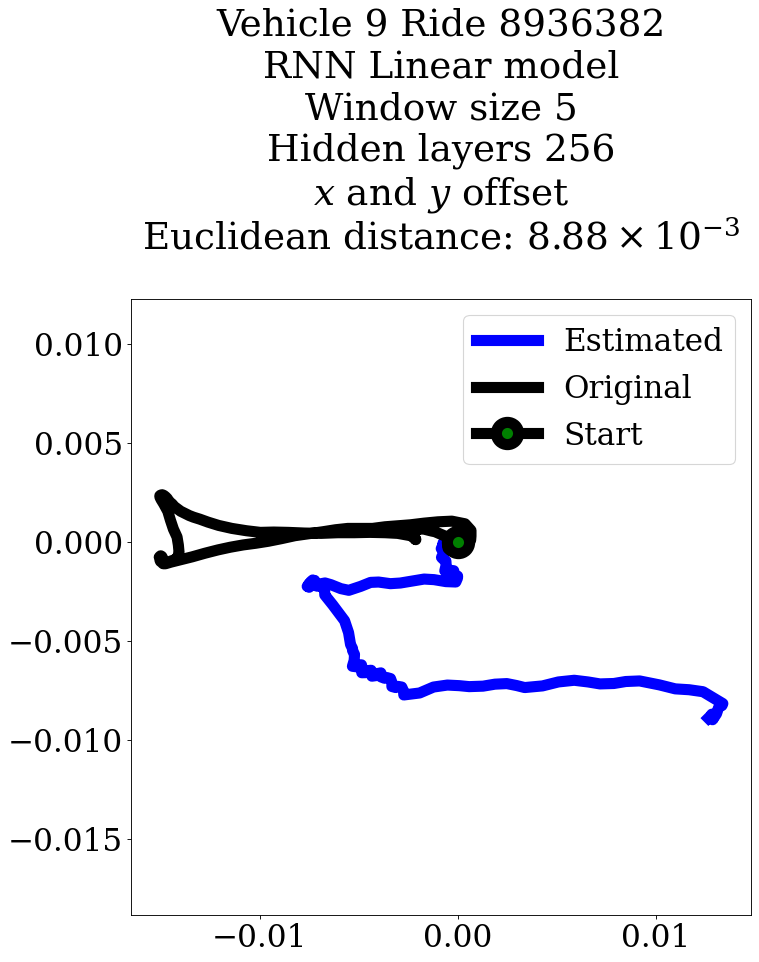 Vehicle 9 Ride 8936382
RNN Linear model
Window size 5
Hidden layers 256
x and y offset
Euclidean distance: 8.88 × 10⁻³
Estimated
Original
Start
0.010
0.005
0.000
−0.005
−0.010
−0.015
−0.01
0.00
0.01